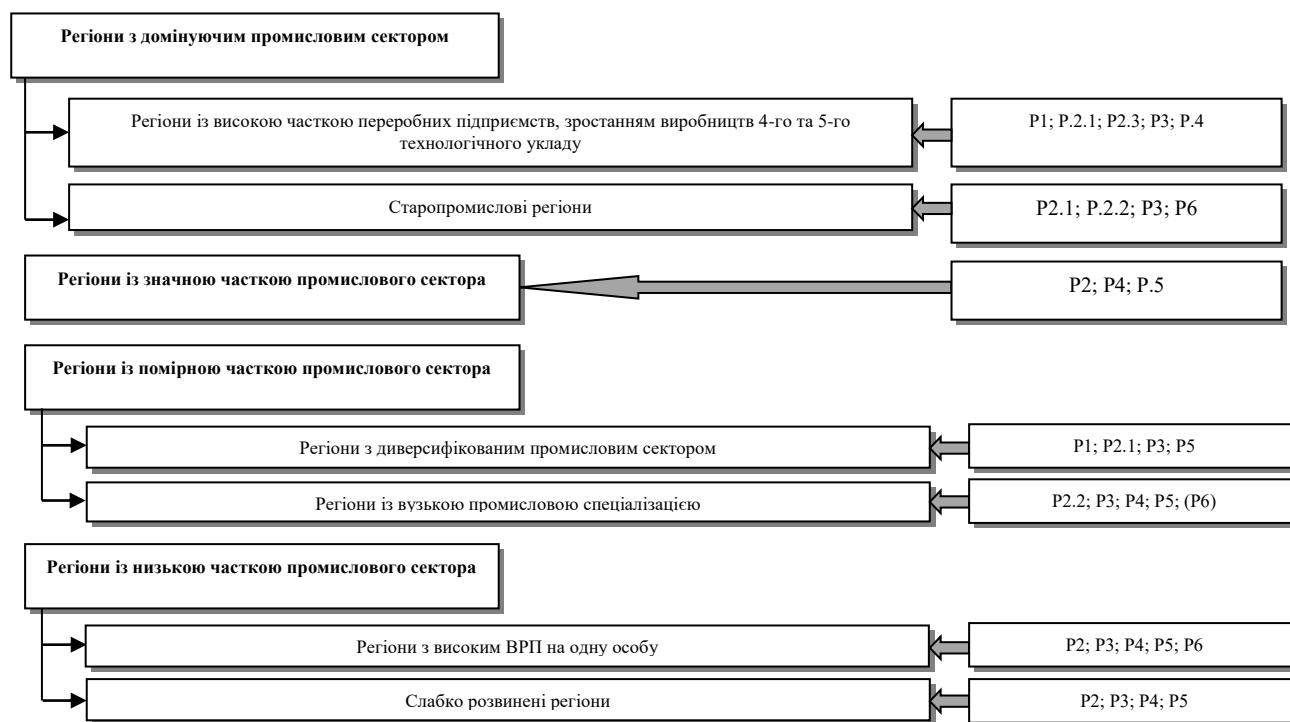 Регіони з домінуючим промисловим сектором
Регіони із високою часткою переробних підприємств, зростанням виробництв 4-го та 5-го
технологічного укладу
Р1; Р.2.1; Р2.3; Р3; Р.4
Старопромислові регіони
Р2.1; Р.2.2; Р3; Р6
Регіони із значною часткою промислового сектора
Р2; Р4; Р.5
Регіони із помірною часткою промислового сектора
Регіони з диверсифікованим промисловим сектором
Р1; Р2.1; Р3; Р5
Регіони із вузькою промисловою спеціалізацією
Р2.2; Р3; Р4; Р5; (Р6)
Регіони із низькою часткою промислового сектора
Регіони з високим ВРП на одну особу
Р2; Р3; Р4; Р5; Р6
Слабко розвинені регіони
Р2; Р3; Р4; Р5